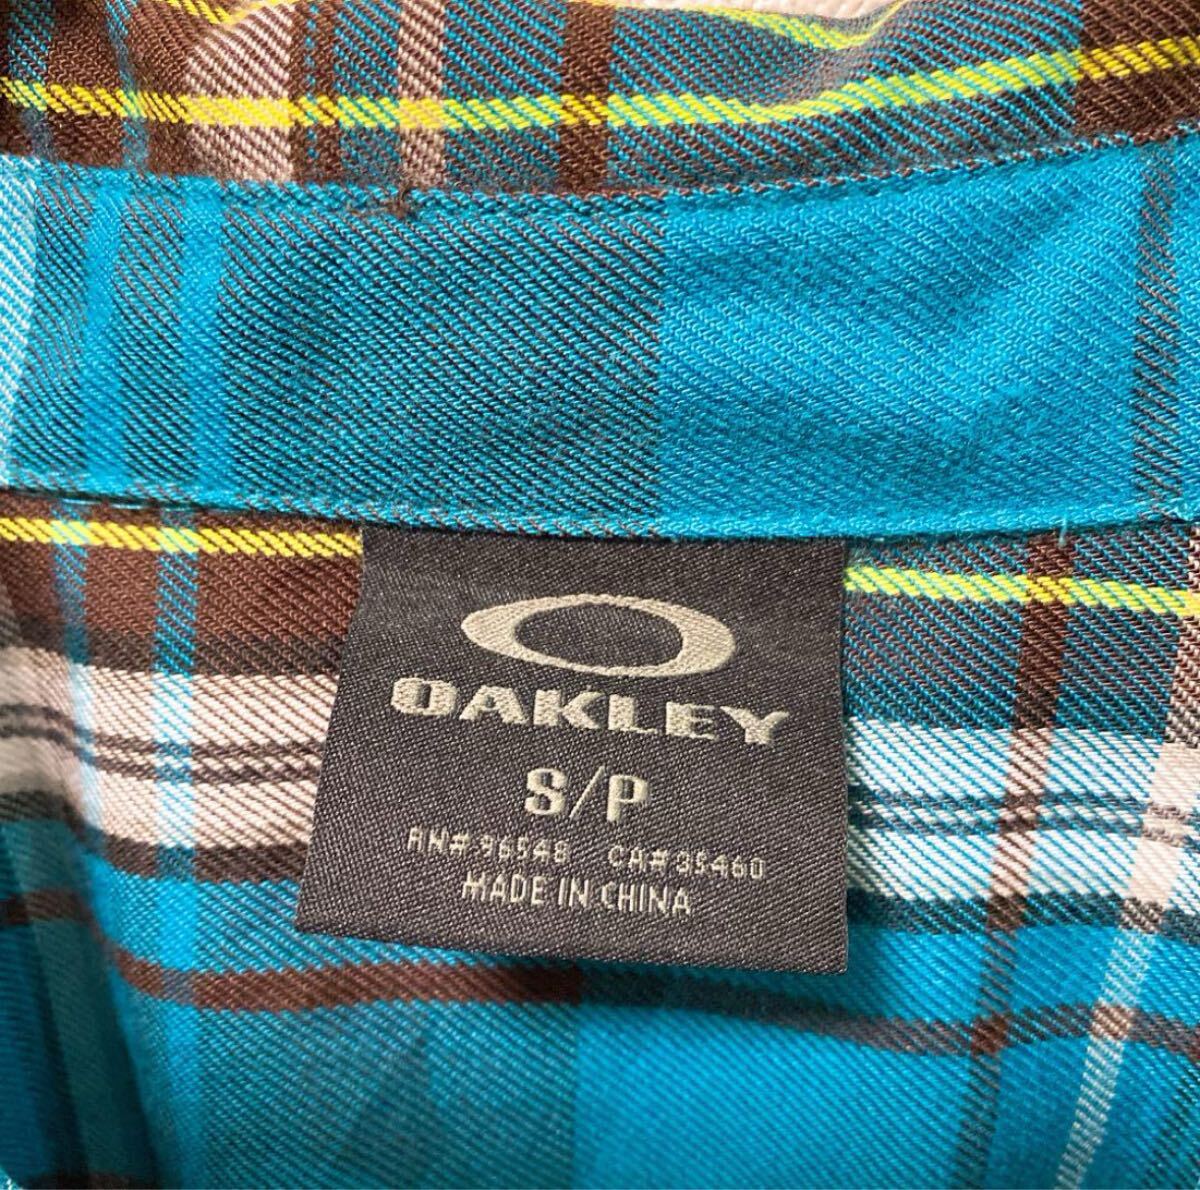 OAKLEY
S/P
RN# 96548 CA# 35460
MADE IN CHINA